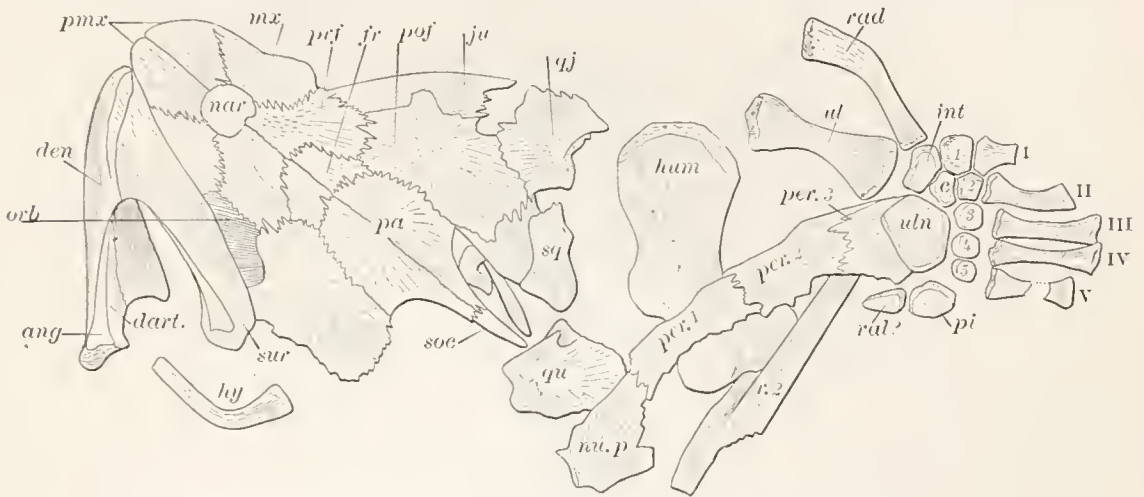 pmx
mx
prf
fr
pof
ju
qj
rad
nar
ul
int
1
I
den
hum
c
2
II
orb
pa
per.3
uln
3
III
sq
per.2
4
IV
5
V
ang
dart.
sur
soc
per.1
ral?
pi
hy
qu
r.2
nu.p